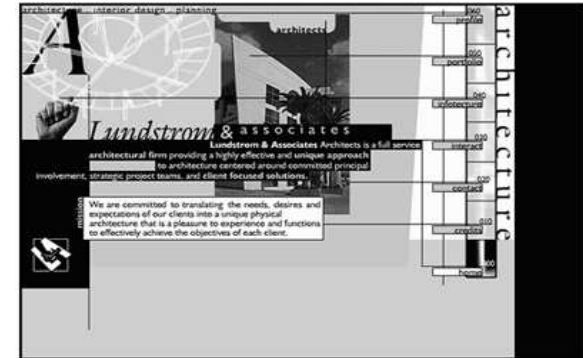 architecture . interior design . planning
A
architects
architecture
060
profile
050
portfolio
040
infotecture
030
interact
020
contact
010
credits
000
home
Lundstrom & associates
Lundstrom & Associates Architects is a full service
architectural firm providing a highly effective and unique approach
to architecture centered around committed principal
involvement, strategic project teams, and client focused solutions.
mission
We are committed to translating the needs, desires and
expectations of our clients into a unique physical
architecture that is a pleasure to experience and functions
to effectively achieve the objectives of each client.